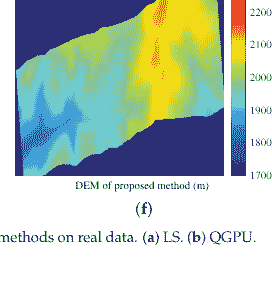 2200
2100
2000
1900
1800
1700
DEM of proposed method (m)
(f)
methods on real data. (a) LS. (b) QGPU.